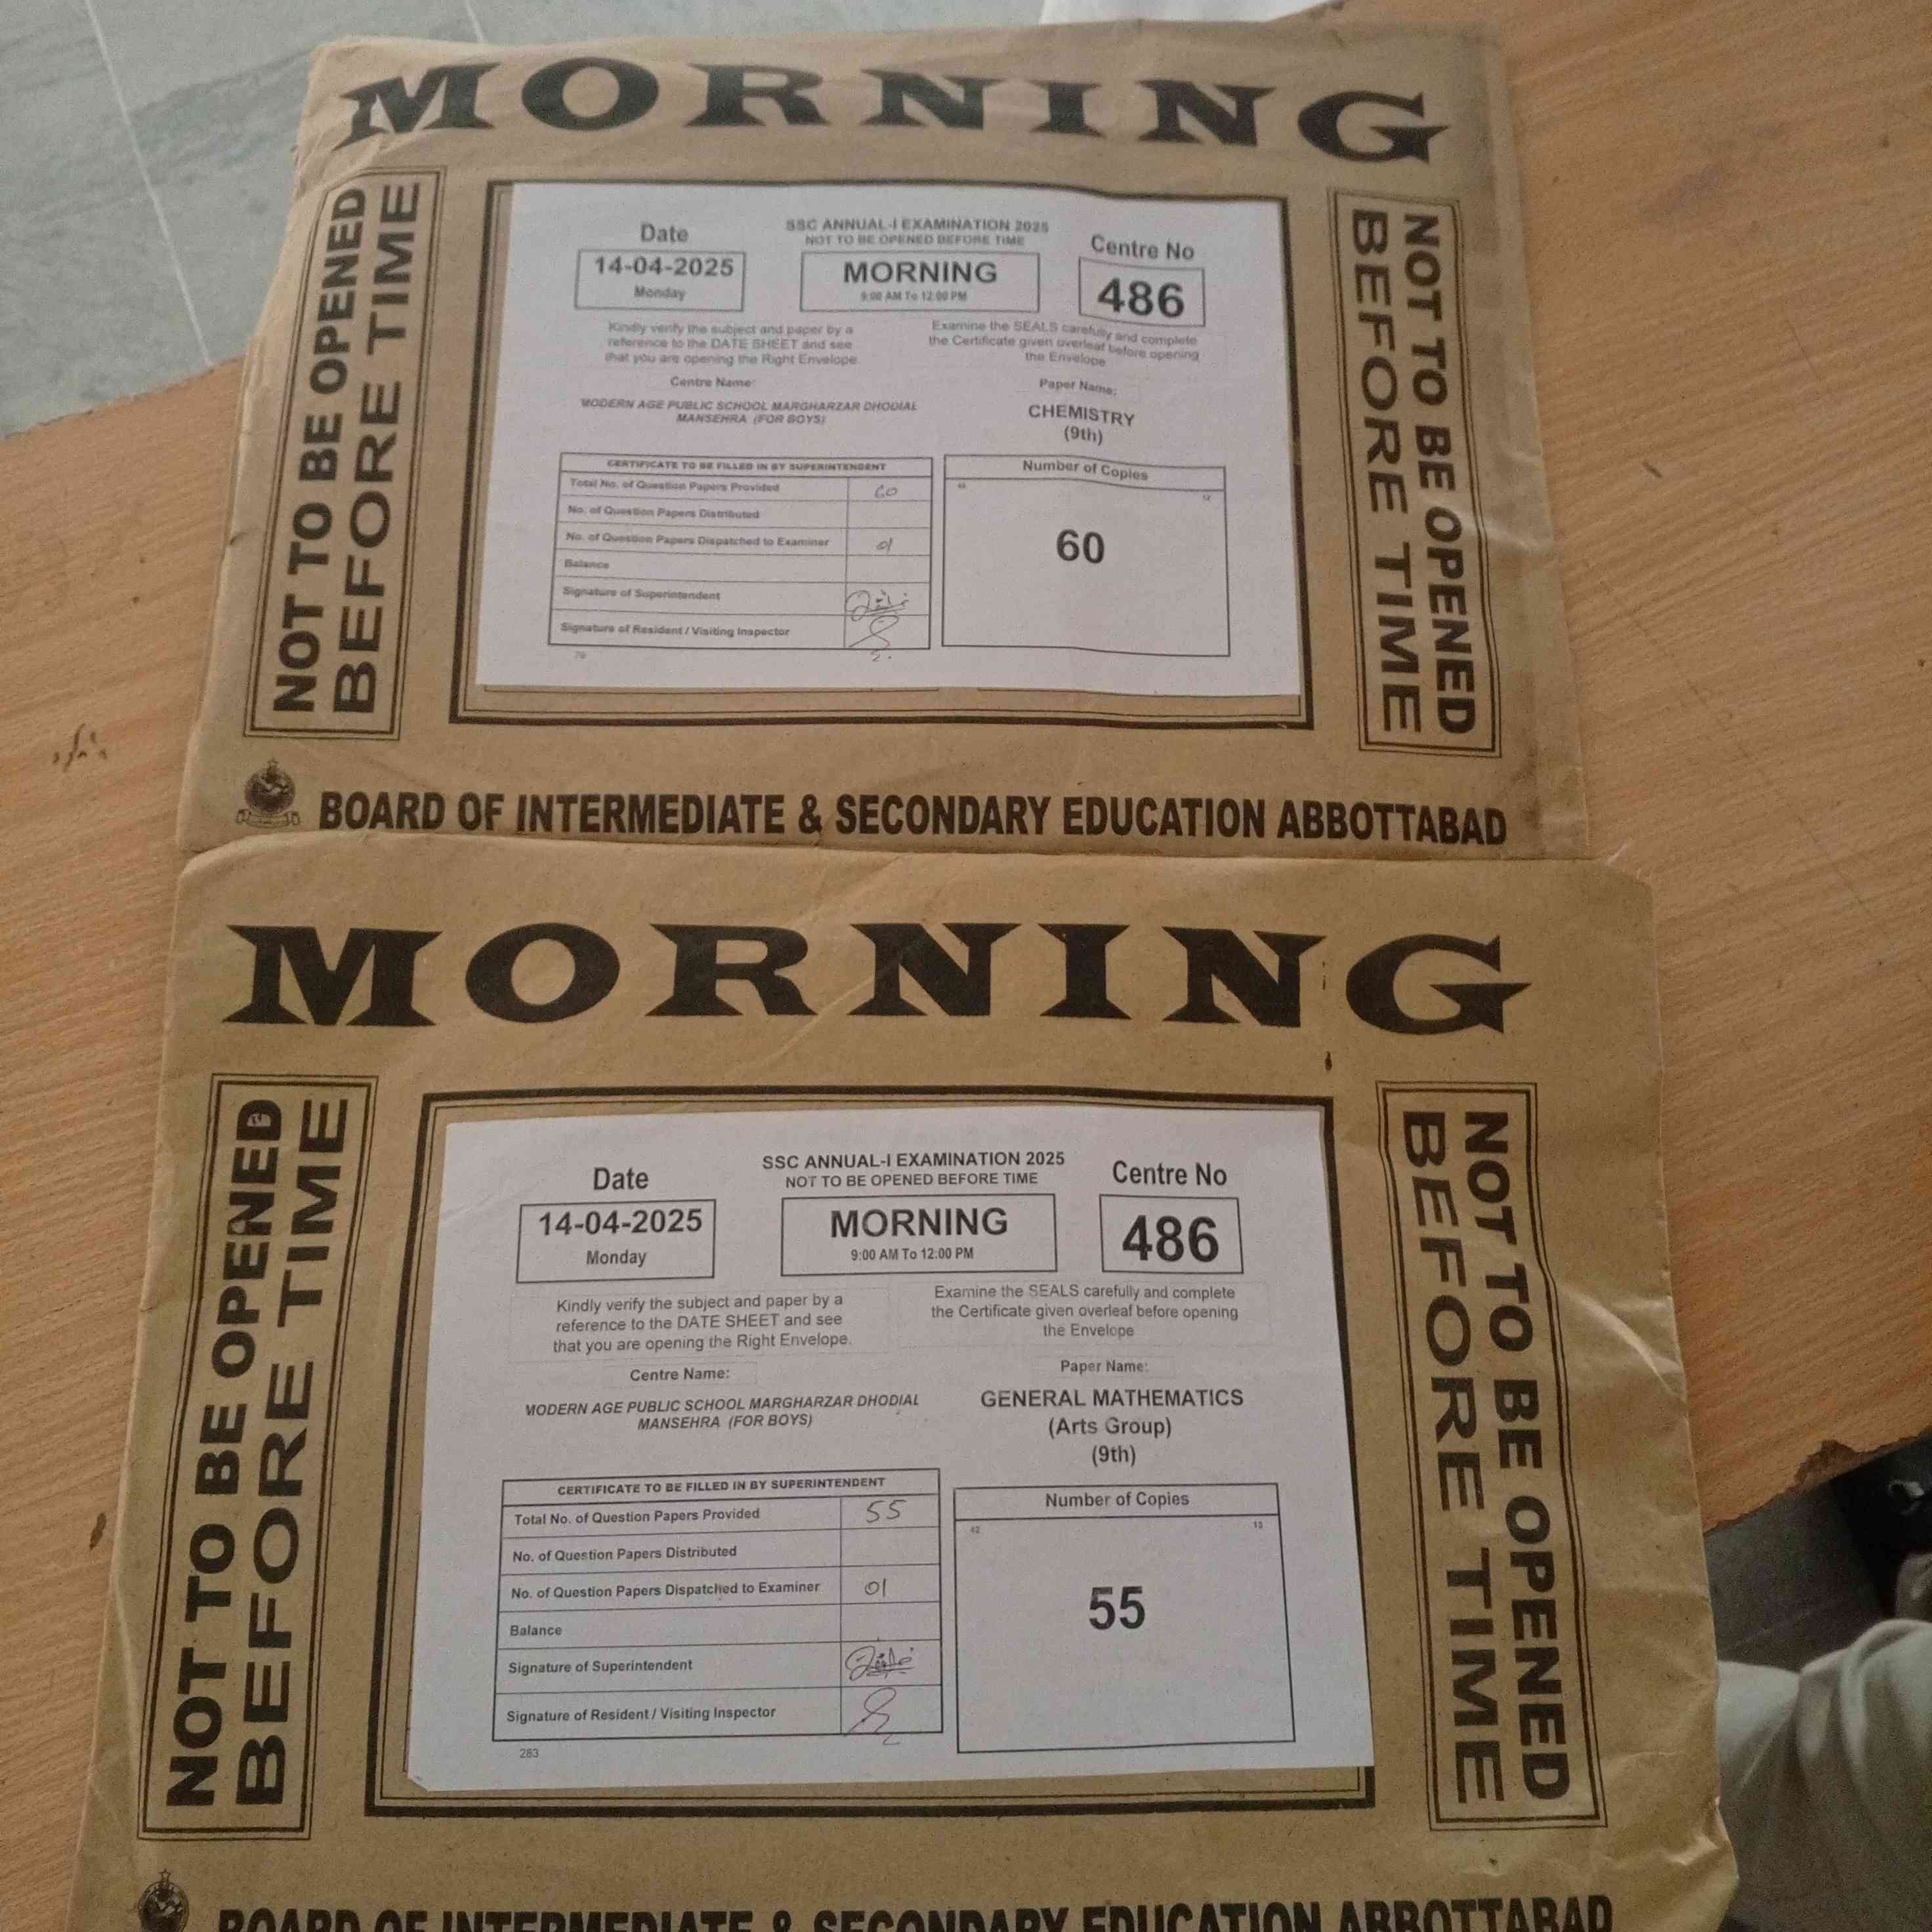 MORNING
NOT TO BE OPENED
BEFORE TIME
Date
14-04-2025
Monday
SSC ANNUAL-I EXAMINATION 2025
NOT TO BE OPENED BEFORE TIME
MORNING
9:00 AM To 12:00 PM
Centre No
486
Kindly verify the subject and paper by a
reference to the DATE SHEET and see
that you are opening the Right Envelope.
Examine the SEALS carefully and complete
the Certificate given overleaf before opening
the Envelope
Centre Name:
MODERN AGE PUBLIC SCHOOL MARGHARZAR DHODIAL
MANSEHRA (FOR BOYS)
Paper Name:
CHEMISTRY
(9th)
CERTIFICATE TO BE FILLED IN BY SUPERINTENDENT
Total No. of Question Papers Provided 60
No. of Question Papers Distributed
No. of Question Papers Dispatched to Examiner 01
Balance
Signature of Superintendent
Signature of Resident / Visiting Inspector
79
Number of Copies
12
60
NOT TO BE OPENED
BEFORE TIME
BOARD OF INTERMEDIATE & SECONDARY EDUCATION ABBOTTABAD
MORNING
NOT TO BE OPENED
BEFORE TIME
Date
14-04-2025
Monday
SSC ANNUAL-I EXAMINATION 2025
NOT TO BE OPENED BEFORE TIME
MORNING
9:00 AM To 12:00 PM
Centre No
486
Kindly verify the subject and paper by a
reference to the DATE SHEET and see
that you are opening the Right Envelope.
Examine the SEALS carefully and complete
the Certificate given overleaf before opening
the Envelope
Centre Name:
MODERN AGE PUBLIC SCHOOL MARGHARZAR DHODIAL
MANSEHRA (FOR BOYS)
Paper Name:
GENERAL MATHEMATICS
(Arts Group)
(9th)
CERTIFICATE TO BE FILLED IN BY SUPERINTENDENT
Total No. of Question Papers Provided 55
No. of Question Papers Distributed
No. of Question Papers Dispatched to Examiner 01
Balance
Signature of Superintendent
Signature of Resident / Visiting Inspector
263
Number of Copies
42 13
55
NOT TO BE OPENED
BEFORE TIME
BOARD OF INTERMEDIATE & SECONDARY EDUCATION ABBOTTABAD